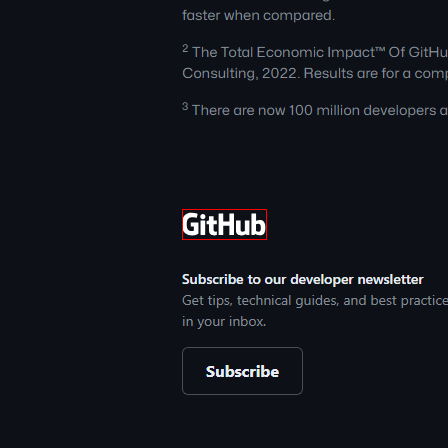 faster when compared.
2 The Total Economic Impact™ Of GitHu
Consulting, 2022. Results are for a com
3 There are now 100 million developers a
GitHub
Subscribe to our developer newsletter
Get tips, technical guides, and best practice
in your inbox.
Subscribe